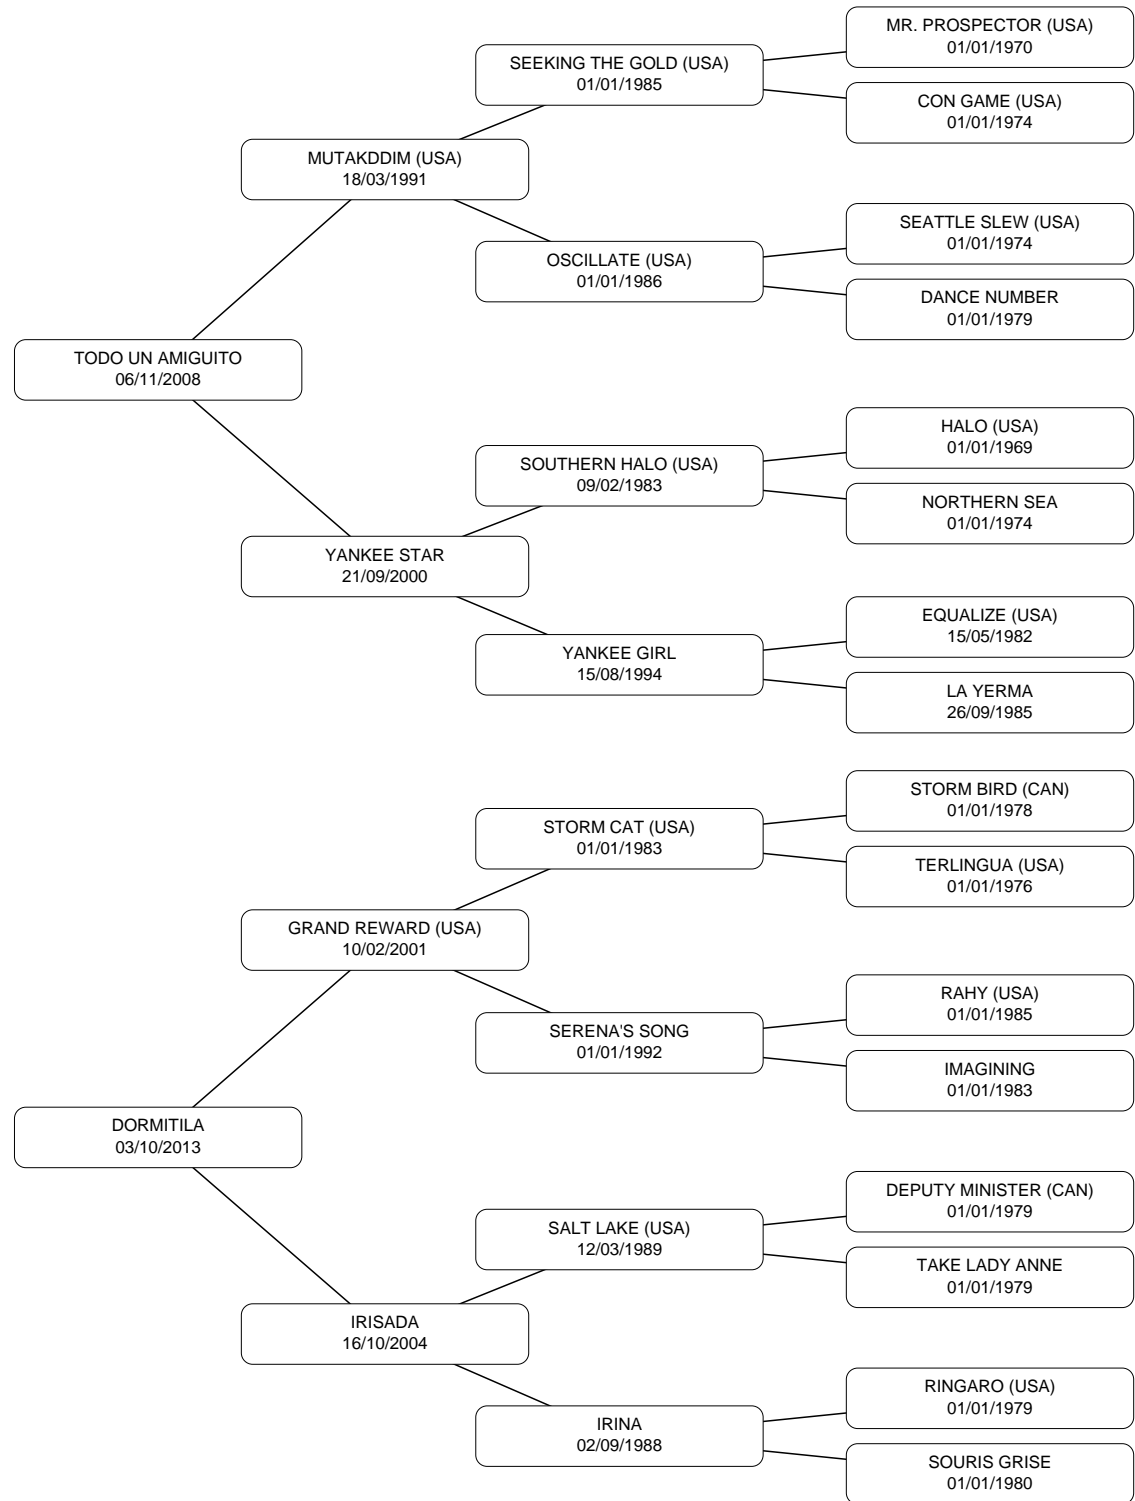 MR. PROSPECTOR (USA)
01/01/1970
SEEKING THE GOLD (USA)
01/01/1985
CON GAME (USA)
01/01/1974
MUTAKDDIM (USA)
18/03/1991
SEATTLE SLEW (USA)
01/01/1974
OSCILLATE (USA)
01/01/1986
DANCE NUMBER
01/01/1979
TODO UN AMIGUITO
06/11/2008
HALO (USA)
01/01/1969
SOUTHERN HALO (USA)
09/02/1983
NORTHERN SEA
01/01/1974
YANKEE STAR
21/09/2000
EQUALIZE (USA)
15/05/1982
YANKEE GIRL
15/08/1994
LA YERMA
26/09/1985
STORM BIRD (CAN)
01/01/1978
STORM CAT (USA)
01/01/1983
TERLINGUA (USA)
01/01/1976
GRAND REWARD (USA)
10/02/2001
RAHY (USA)
01/01/1985
SERENA'S SONG
01/01/1992
IMAGINING
01/01/1983
DORMITILA
03/10/2013
DEPUTY MINISTER (CAN)
01/01/1979
SALT LAKE (USA)
12/03/1989
TAKE LADY ANNE
01/01/1979
IRISADA
16/10/2004
RINGARO (USA)
01/01/1979
IRINA
02/09/1988
SOURIS GRISE
01/01/1980